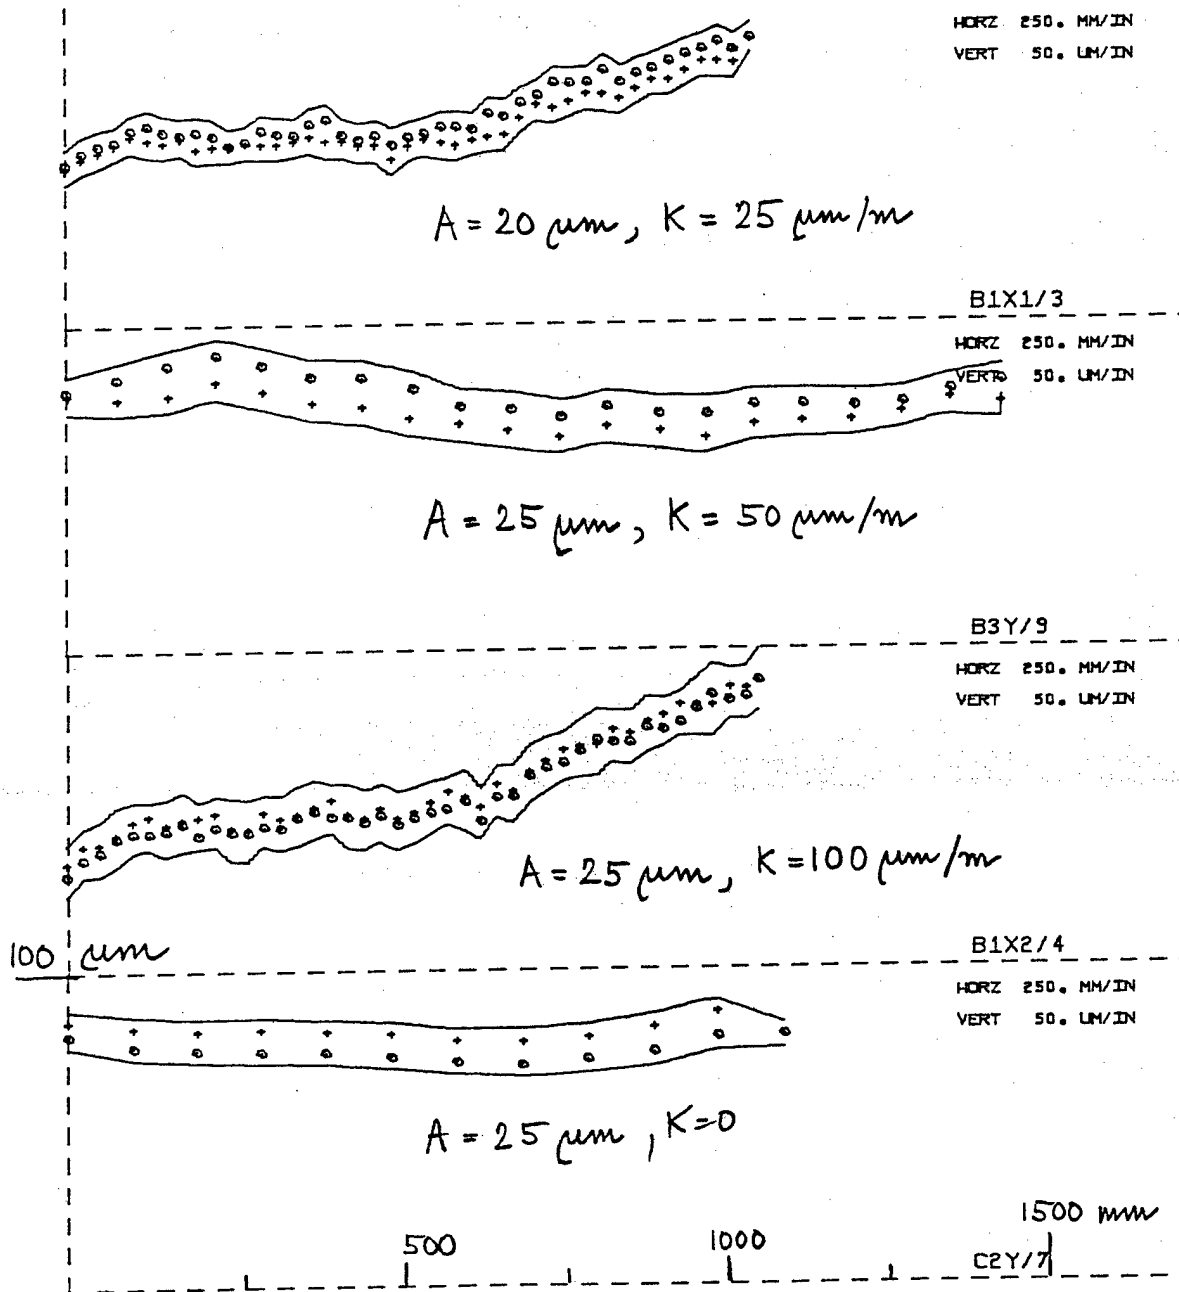 HORZ 250. MM/IN
VERT 50. UM/IN
A = 20 µm, K = 25 µm/m
B1X1/3
HORZ 250. MM/IN
VERT 50. UM/IN
A = 25 µm, K = 50 µm/m
B3Y/9
HORZ 250. MM/IN
VERT 50. UM/IN
A = 25 µm, K = 100 µm/m
100 µm
B1X2/4
HORZ 250. MM/IN
VERT 50. UM/IN
A = 25 µm, K=0
500 1000 1500 mm
C2Y/7